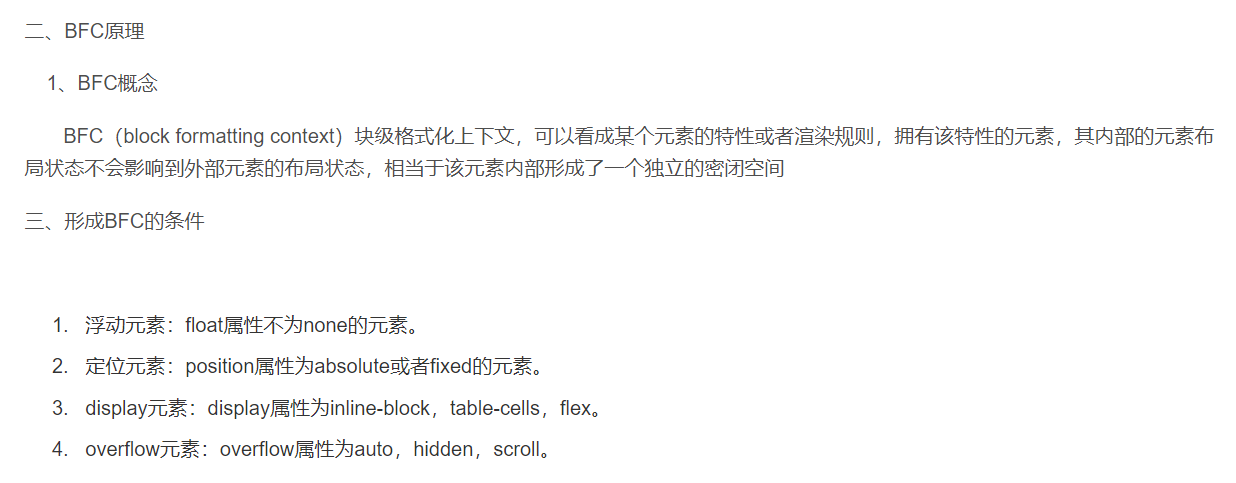 二、BFC原理
1、BFC概念
BFC（block formatting context）块级格式化上下文，可以看成某个元素的特性或者渲染规则，拥有该特性的元素，其内部的元素布
局状态不会影响到外部元素的布局状态，相当于该元素内部形成了一个独立的密闭空间
三、形成BFC的条件
1. 浮动元素：float属性不为none的元素。
2. 定位元素：position属性为absolute或者fixed的元素。
3. display元素：display属性为inline-block，table-cells，flex。
4. overflow元素：overflow属性为auto，hidden，scroll。